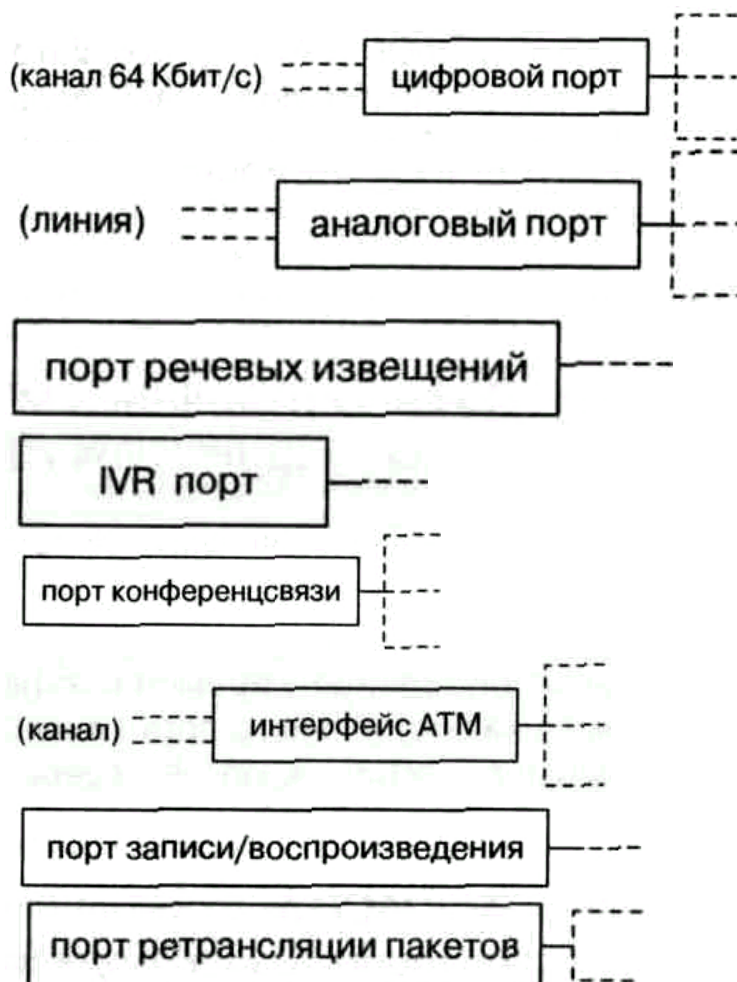 (канал 64 Кбит/с) цифровой порт
(линия) аналоговый порт
порт речевых извещений
IVR порт
порт конференцсвязи
(канал) интерфейс ATM
порт записи/воспроизведения
порт ретрансляции пакетов